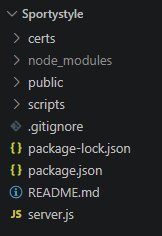 Sportystyle
certs
node_modules
public
scripts
.gitignore
{} package-lock.json
{} package.json
README.md
JS server.js